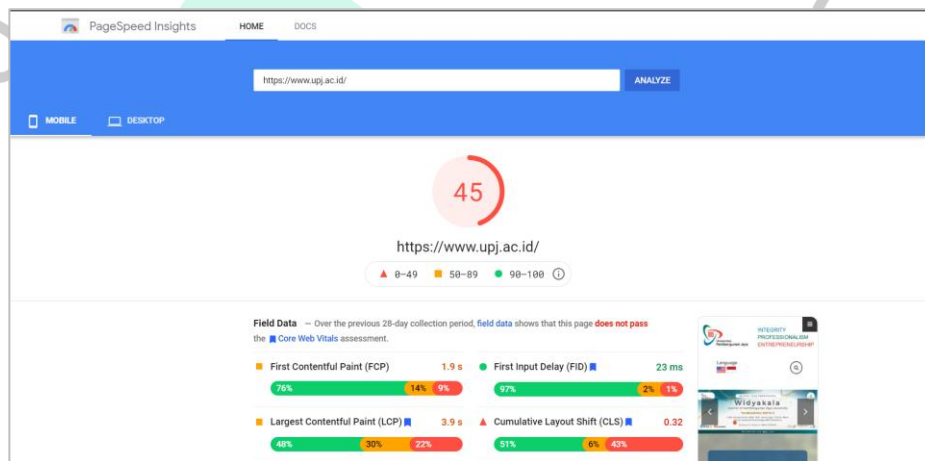 PageSpeed Insights HOME DOCS
https://www.upj.ac.id/ ANALYZE
MOBILE DESKTOP
45
https://www.upj.ac.id/
0–49 50–89 90–100
Field Data — Over the previous 28-day collection period, field data shows that this page does not pass
the Core Web Vitals assessment.
First Contentful Paint (FCP) 1.9 s
76% 14% 9%
First Input Delay (FID) 23 ms
97% 2% 1%
Largest Contentful Paint (LCP) 3.9 s
48% 30% 22%
Cumulative Layout Shift (CLS) 0.32
51% 6% 43%
INTEGRITY
PROFESSIONALISM
ENTREPRENEURSHIP
Language
Widyakala